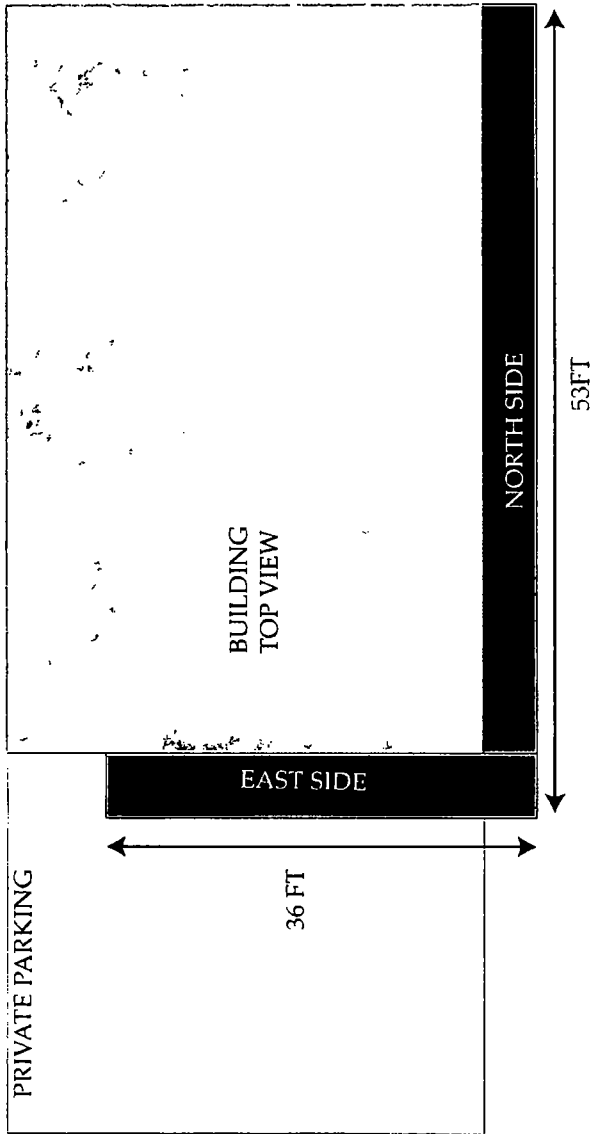 PRIVATE PARKING
EAST SIDE
36 FT
BUILDING
TOP VIEW
NORTH SIDE
53FT